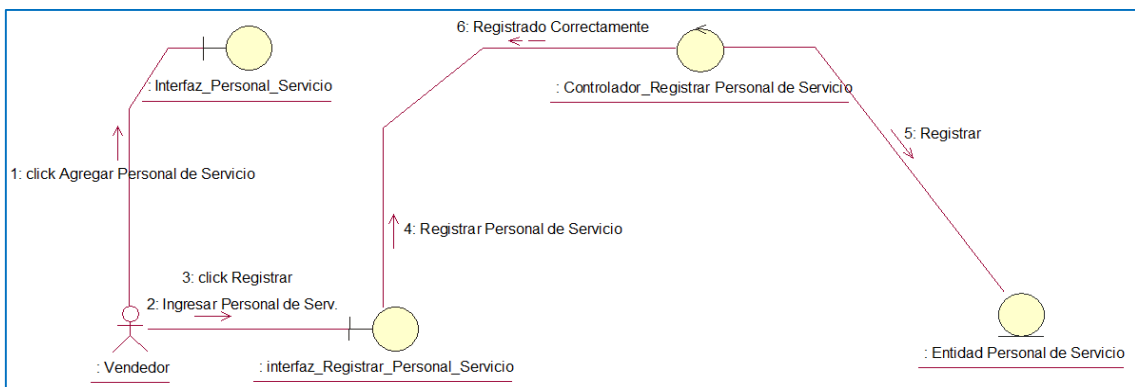 6: Registrado Correctamente
: Interfaz_Personal_Servicio
: Controlador_Registrar Personal de Servicio
5: Registrar
1: click Agregar Personal de Servicio
4: Registrar Personal de Servicio
3: click Registrar
2: Ingresar Personal de Serv.
: Vendedor
: interfaz_Registrar_Personal_Servicio
: Entidad Personal de Servicio